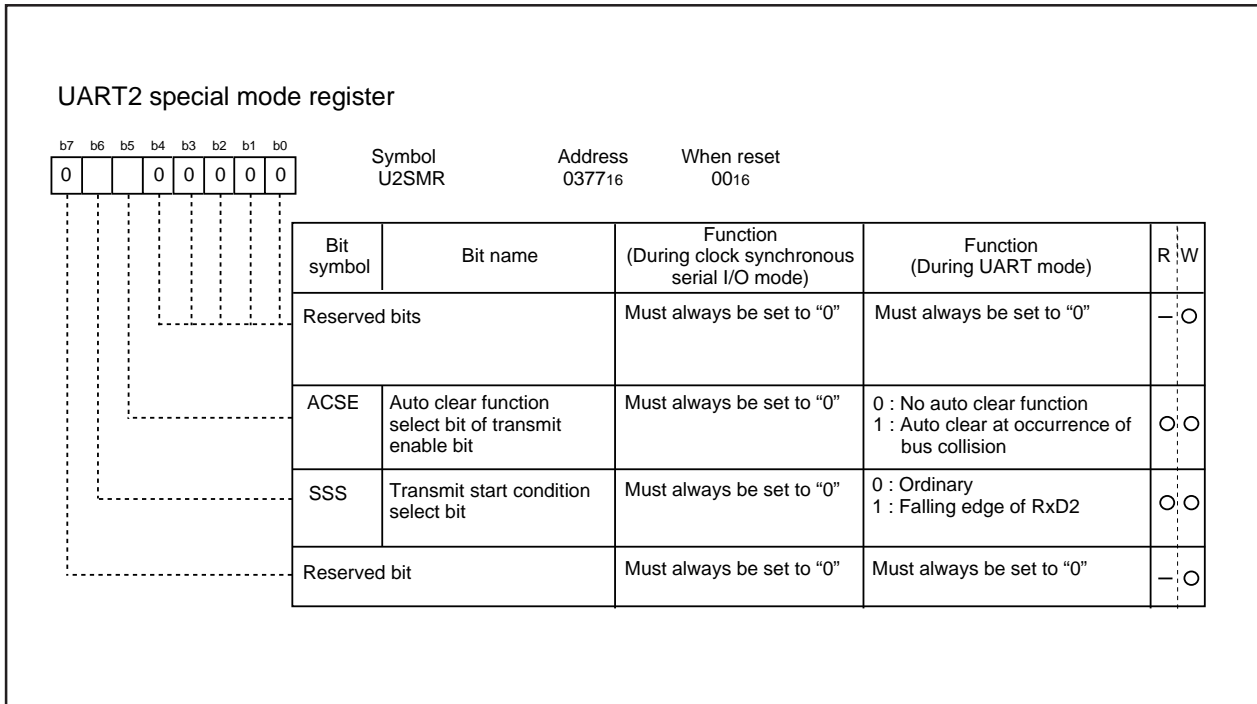 UART2 special mode register
b7 b6 b5 b4 b3 b2 b1 b0
0 0 0 0 0 0
Symbol Address When reset
U2SMR 037716 0016
Bit symbol Bit name Function (During clock synchronous serial I/O mode) Function (During UART mode) R W
Reserved bits Must always be set to “0” Must always be set to “0” – O
ACSE Auto clear function select bit of transmit enable bit Must always be set to “0” 0 : No auto clear function
1 : Auto clear at occurrence of bus collision O O
SSS Transmit start condition select bit Must always be set to “0” 0 : Ordinary
1 : Falling edge of RxD2 O O
Reserved bit Must always be set to “0” Must always be set to “0” – O